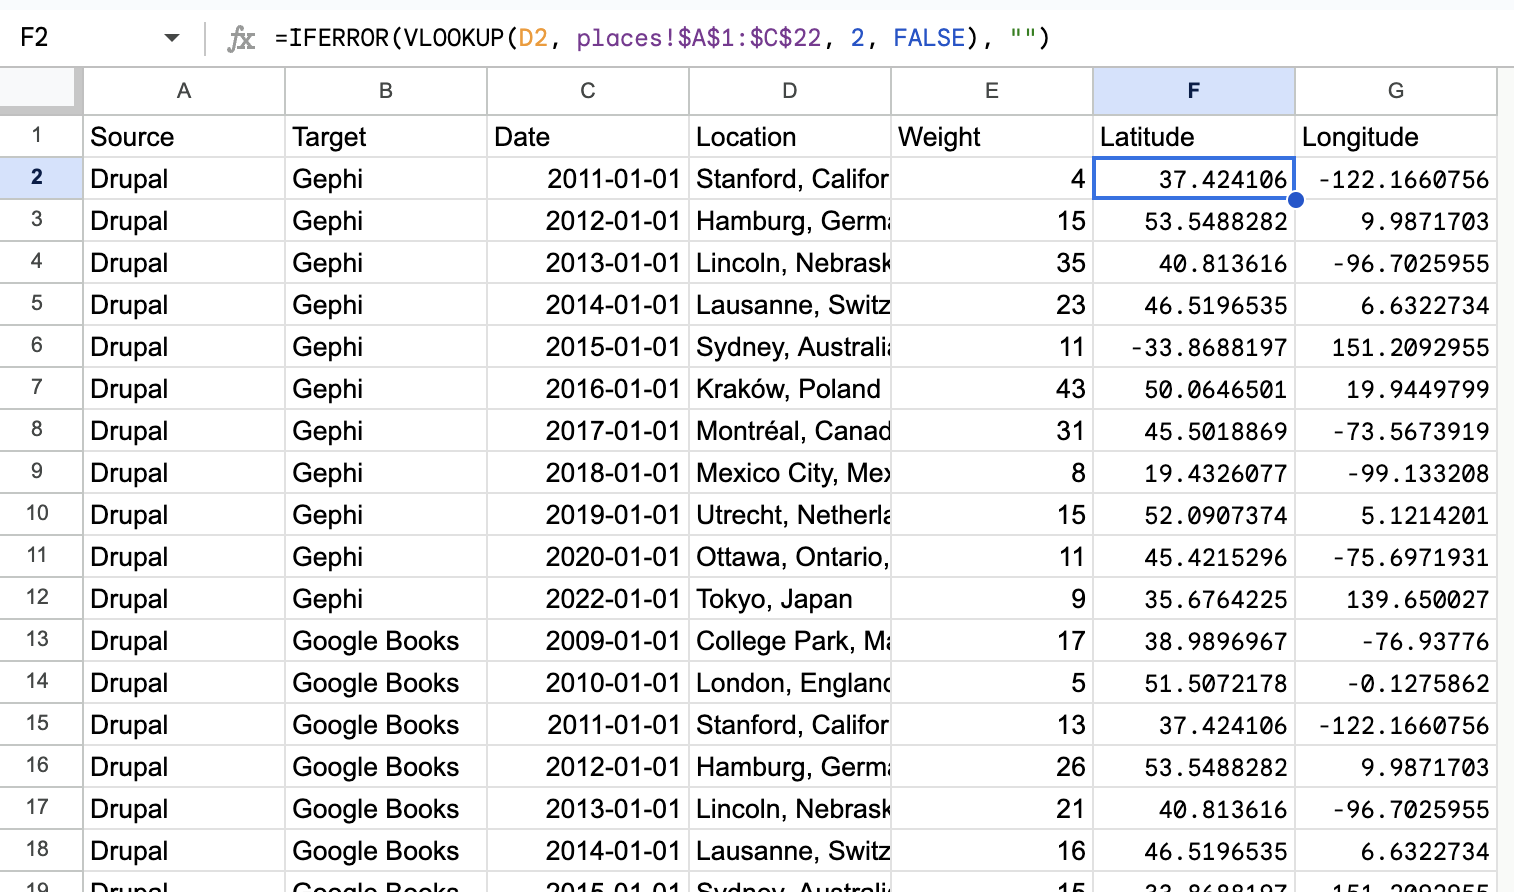 F2 fx =IFERROR(VLOOKUP(D2, places!$A$1:$C$22, 2, FALSE), "")
A B C D E F G
1 Source Target Date Location Weight Latitude Longitude
2 Drupal Gephi 2011-01-01 Stanford, Califor 4 37.424106 -122.1660756
3 Drupal Gephi 2012-01-01 Hamburg, Germa 15 53.5488282 9.9871703
4 Drupal Gephi 2013-01-01 Lincoln, Nebrask 35 40.813616 -96.7025955
5 Drupal Gephi 2014-01-01 Lausanne, Switz 23 46.5196535 6.6322734
6 Drupal Gephi 2015-01-01 Sydney, Australia 11 -33.8688197 151.2092955
7 Drupal Gephi 2016-01-01 Kraków, Poland 43 50.0646501 19.9449799
8 Drupal Gephi 2017-01-01 Montréal, Canad 31 45.5018869 -73.5673919
9 Drupal Gephi 2018-01-01 Mexico City, Mex 8 19.4326077 -99.133208
10 Drupal Gephi 2019-01-01 Utrecht, Netherla 15 52.0907374 5.1214201
11 Drupal Gephi 2020-01-01 Ottawa, Ontario, 11 45.4215296 -75.6971931
12 Drupal Gephi 2022-01-01 Tokyo, Japan 9 35.6764225 139.650027
13 Drupal Google Books 2009-01-01 College Park, Ma 17 38.9896967 -76.93776
14 Drupal Google Books 2010-01-01 London, England 5 51.5072178 -0.1275862
15 Drupal Google Books 2011-01-01 Stanford, Califor 13 37.424106 -122.1660756
16 Drupal Google Books 2012-01-01 Hamburg, Germa 26 53.5488282 9.9871703
17 Drupal Google Books 2013-01-01 Lincoln, Nebrask 21 40.813616 -96.7025955
18 Drupal Google Books 2014-01-01 Lausanne, Switz 16 46.5196535 6.6322734
19 Drupal Google Books 2015-01-01 Sydney, Australia 15 -33.8688197 151.2092955